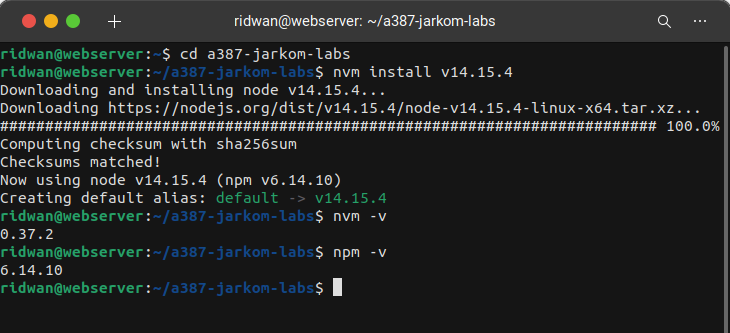 ridwan@webserver: ~/a387-jarkom-labs
ridwan@webserver:~$ cd a387-jarkom-labs
ridwan@webserver:~/a387-jarkom-labs$ nvm install v14.15.4
Downloading and installing node v14.15.4...
Downloading https://nodejs.org/dist/v14.15.4/node-v14.15.4-linux-x64.tar.xz...
######################################################################### 100.0%
Computing checksum with sha256sum
Checksums matched!
Now using node v14.15.4 (npm v6.14.10)
Creating default alias: default -> v14.15.4
ridwan@webserver:~/a387-jarkom-labs$ nvm -v
0.37.2
ridwan@webserver:~/a387-jarkom-labs$ npm -v
6.14.10
ridwan@webserver:~/a387-jarkom-labs$